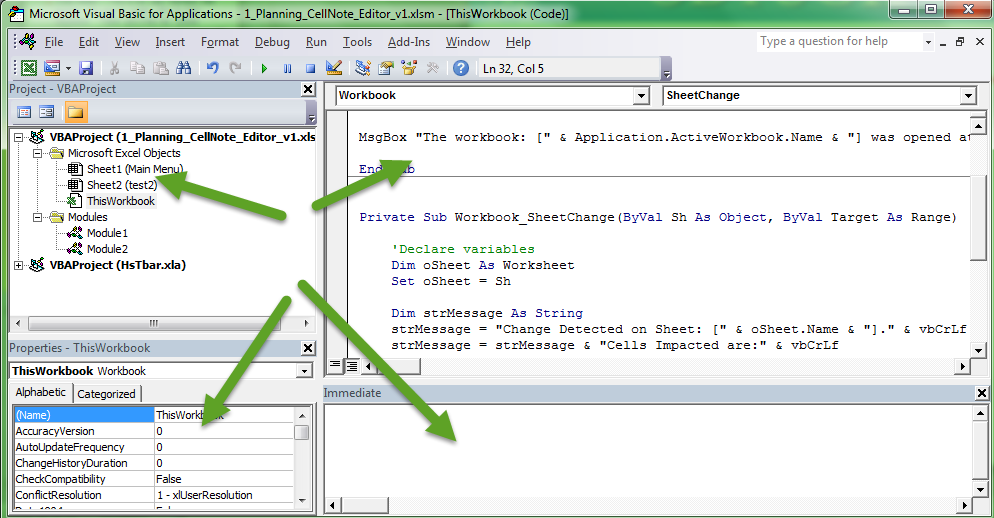 Microsoft Visual Basic for Applications - 1_Planning_CellNote_Editor_v1.xlsm - [ThisWorkbook (Code)]
File Edit View Insert Format Debug Run Tools Add-Ins Window Help Type a question for help
Ln 32, Col 5
Project - VBAProject
VBAProject (1_Planning_CellNote_Editor_v1.xls
Microsoft Excel Objects
Sheet1 (Main Menu)
Sheet2 (test2)
ThisWorkbook
Modules
Module1
Module2
VBAProject (HsTbar.xla)
Properties - ThisWorkbook
ThisWorkbook Workbook
Alphabetic Categorized
(Name) ThisWorkbook
AccuracyVersion 0
AutoUpdateFrequency 0
ChangeHistoryDuration 0
CheckCompatibility False
ConflictResolution 1 - xlUserResolution
Workbook SheetChange
MsgBox "The workbook: [" & Application.ActiveWorkbook.Name & "] was opened at
End Sub
Private Sub Workbook_SheetChange(ByVal Sh As Object, ByVal Target As Range)
'Declare variables
Dim oSheet As Worksheet
Set oSheet = Sh
Dim strMessage As String
strMessage = "Change Detected on Sheet: [" & oSheet.Name & "]." & vbCrLf
strMessage = strMessage & "Cells Impacted are:" & vbCrLf
Immediate